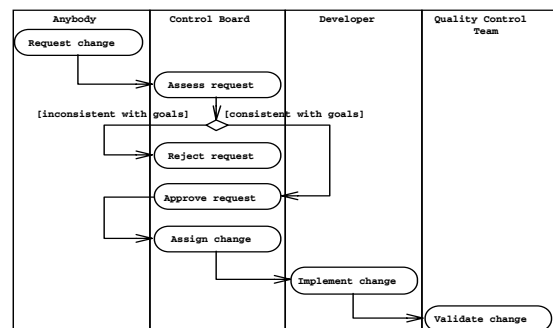 Anybody
Control Board
Developer
Quality Control
Team
Request change
Assess request
[inconsistent with goals]
[consistent with goals]
Reject request
Approve request
Assign change
Implement change
Validate change